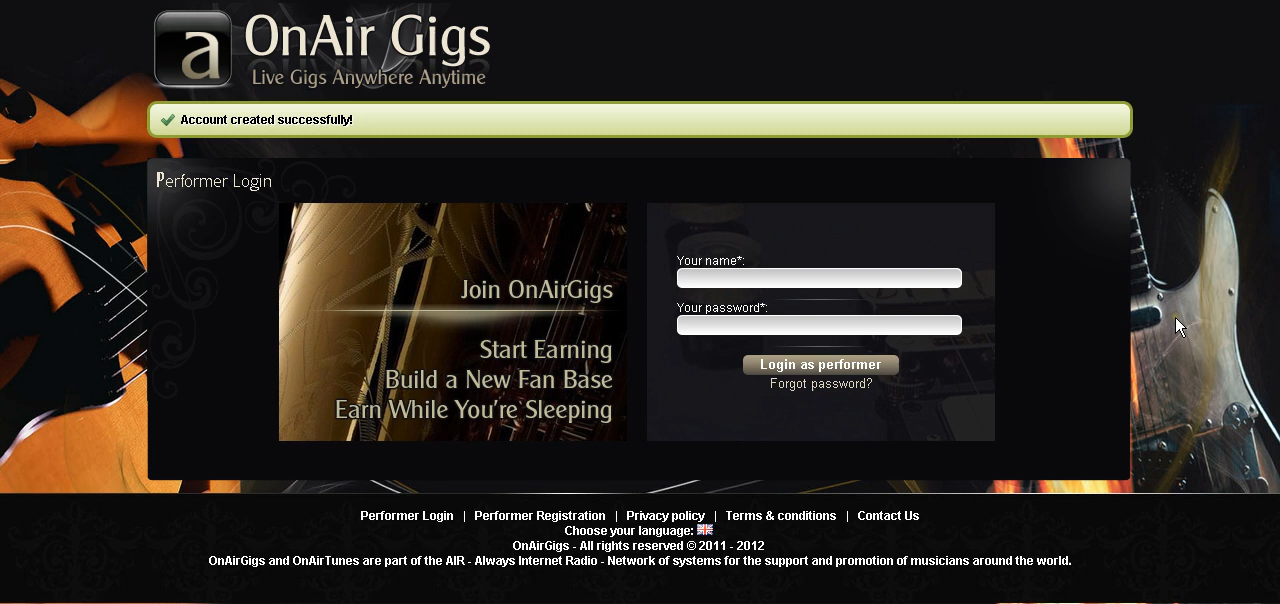 a
OnAir Gigs
Live Gigs Anywhere Anytime
Account created successfully!
Performer Login
Join OnAirGigs
Start Earning
Build a New Fan Base
Earn While You're Sleeping
Your name*:
Your password*:
Login as performer
Forgot password?
Performer Login | Performer Registration | Privacy policy | Terms & conditions | Contact Us
Choose your language:
OnAirGigs - All rights reserved © 2011 - 2012
OnAirGigs and OnAirTunes are part of the AIR - Always Internet Radio - Network of systems for the support and promotion of musicians around the world.